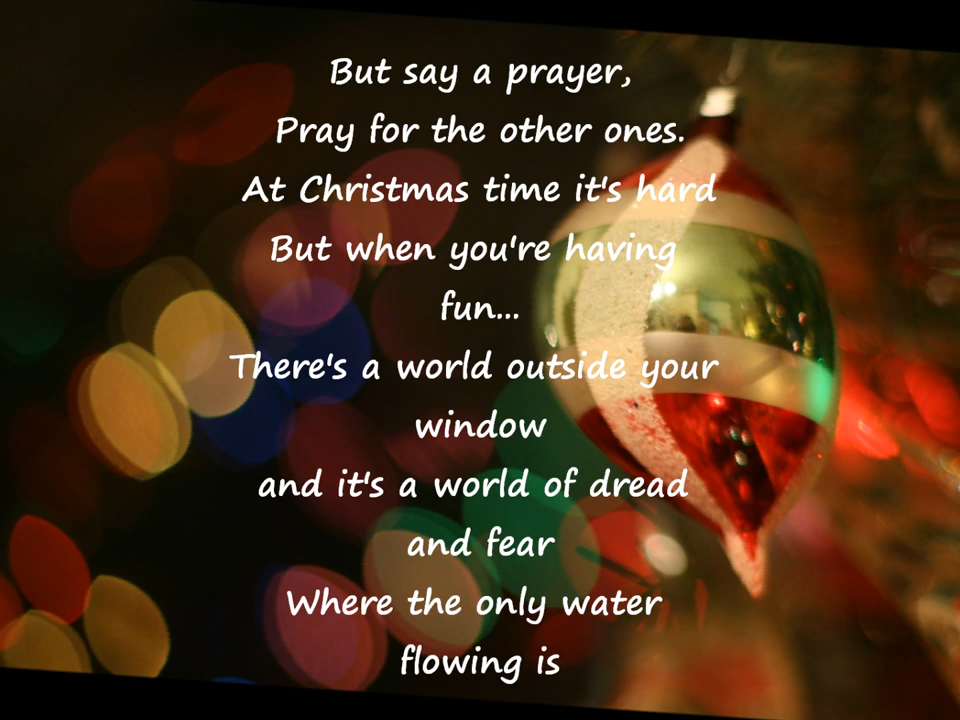 But say a prayer,
Pray for the other ones.
At Christmas time it's hard
But when you're having
fun...
There's a world outside your
window
and it's a world of dread
and fear
Where the only water
flowing is